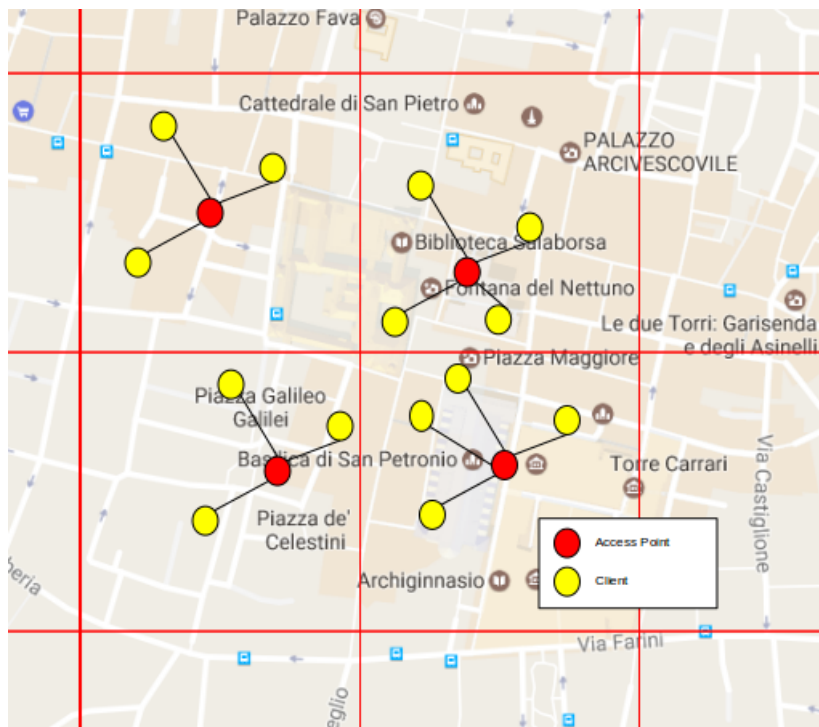 Palazzo Fava
Cattedrale di San Pietro
PALAZZO
ARCIVESCOVILE
Biblioteca Salaborsa
Fontana del Nettuno
Le due Torri: Garisenda
e degli Asinelli
Piazza Maggiore
Piazza Galileo
Galilei
Basilica di San Petronio
Torre Carrari
Via Castiglione
Piazza de'
Celestini
Access Point
Client
Archiginnasio
Via Farini